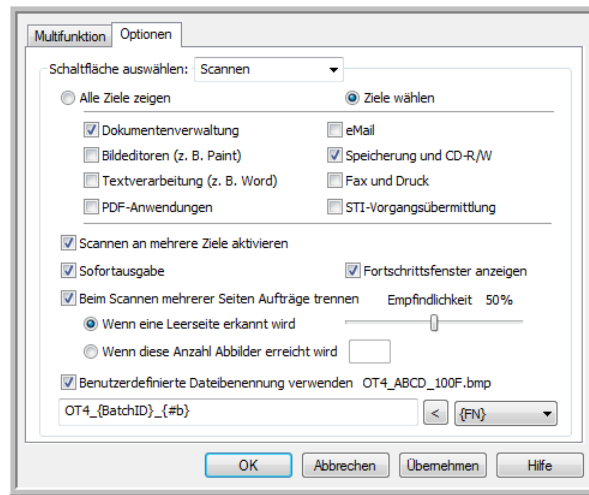 Multifunktion Optionen
Schaltfläche auswählen: Scannen
Alle Ziele zeigen Ziele wählen
Dokumentenverwaltung eMail
Bildeditoren (z. B. Paint) Speicherung und CD-R/W
Textverarbeitung (z. B. Word) Fax und Druck
PDF-Anwendungen STI-Vorgangsübermittlung
Scannen an mehrere Ziele aktivieren
Sofortausgabe Fortschrittsfenster anzeigen
Beim Scannen mehrerer Seiten Aufträge trennen Empfindlichkeit 50%
Wenn eine Leerseite erkannt wird
Wenn diese Anzahl Abbilder erreicht wird
Benutzerdefinierte Dateibenennung verwenden OT4_ABCD_100F.bmp
OT4_{BatchID}_{#b} < {FN}
OK Abbrechen Übernehmen Hilfe